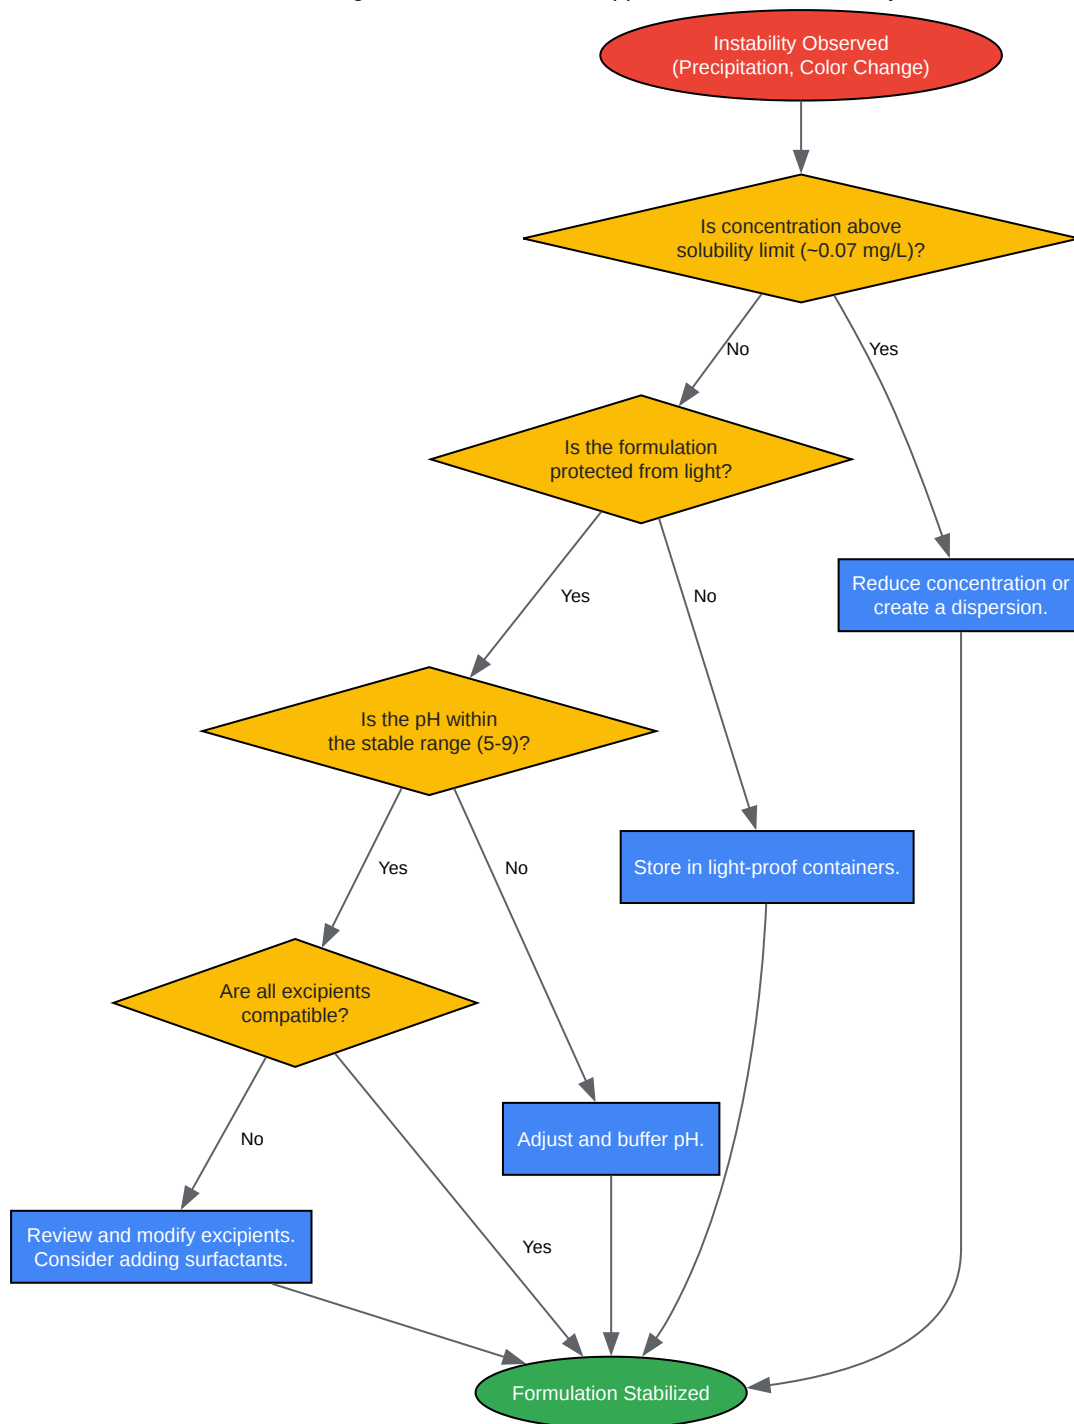 Instability Observed
(Precipitation, Color Change)
Is concentration above
solubility limit (~0.07 mg/L)?
No
Yes
Is the formulation
protected from light?
Reduce concentration or
create a dispersion.
Yes
No
Is the pH within
the stable range (5-9)?
Store in light-proof containers.
Yes
No
Are all excipients
compatible?
Adjust and buffer pH.
No
Yes
Review and modify excipients.
Consider adding surfactants.
Formulation Stabilized